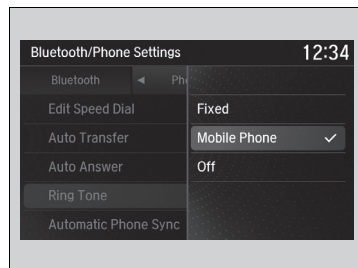 Bluetooth/Phone Settings 12:34
Bluetooth ◄
Edit Speed Dial
Auto Transfer
Auto Answer
Ring Tone
Automatic Phone Sync
Fixed
Mobile Phone ✓
Off